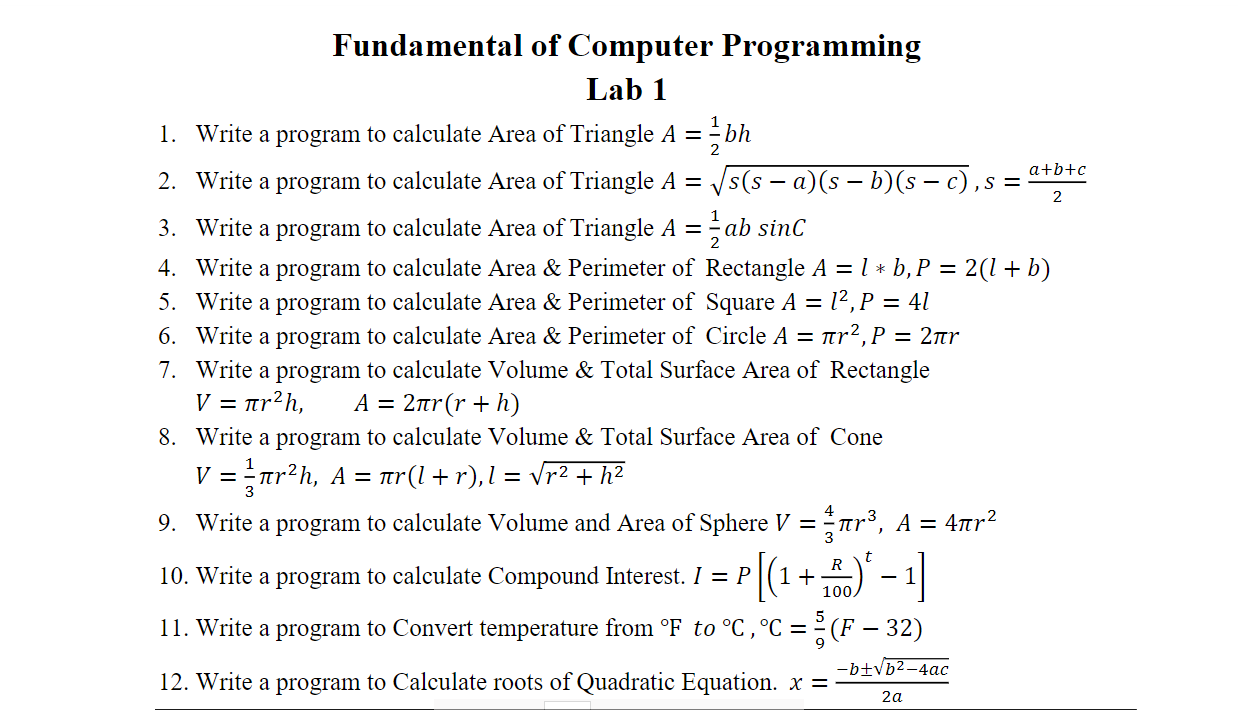 Fundamental of Computer Programming
Lab 1
1. Write a program to calculate Area of Triangle A = 1/2 bh
2. Write a program to calculate Area of Triangle A = √(s(s − a)(s − b)(s − c)) , s = (a+b+c)/2
3. Write a program to calculate Area of Triangle A = 1/2 ab sinC
4. Write a program to calculate Area & Perimeter of Rectangle A = l ∗ b, P = 2(l + b)
5. Write a program to calculate Area & Perimeter of Square A = l², P = 4l
6. Write a program to calculate Area & Perimeter of Circle A = πr², P = 2πr
7. Write a program to calculate Volume & Total Surface Area of Rectangle
V = πr²h, A = 2πr(r + h)
8. Write a program to calculate Volume & Total Surface Area of Cone
V = 1/3 πr²h, A = πr(l + r), l = √(r² + h²)
9. Write a program to calculate Volume and Area of Sphere V = 4/3 πr³, A = 4πr²
10. Write a program to calculate Compound Interest. I = P[(1 + R/100)^t − 1]
11. Write a program to Convert temperature from °F to °C , °C = 5/9 (F − 32)
12. Write a program to Calculate roots of Quadratic Equation. x = (−b±√(b²−4ac))/2a